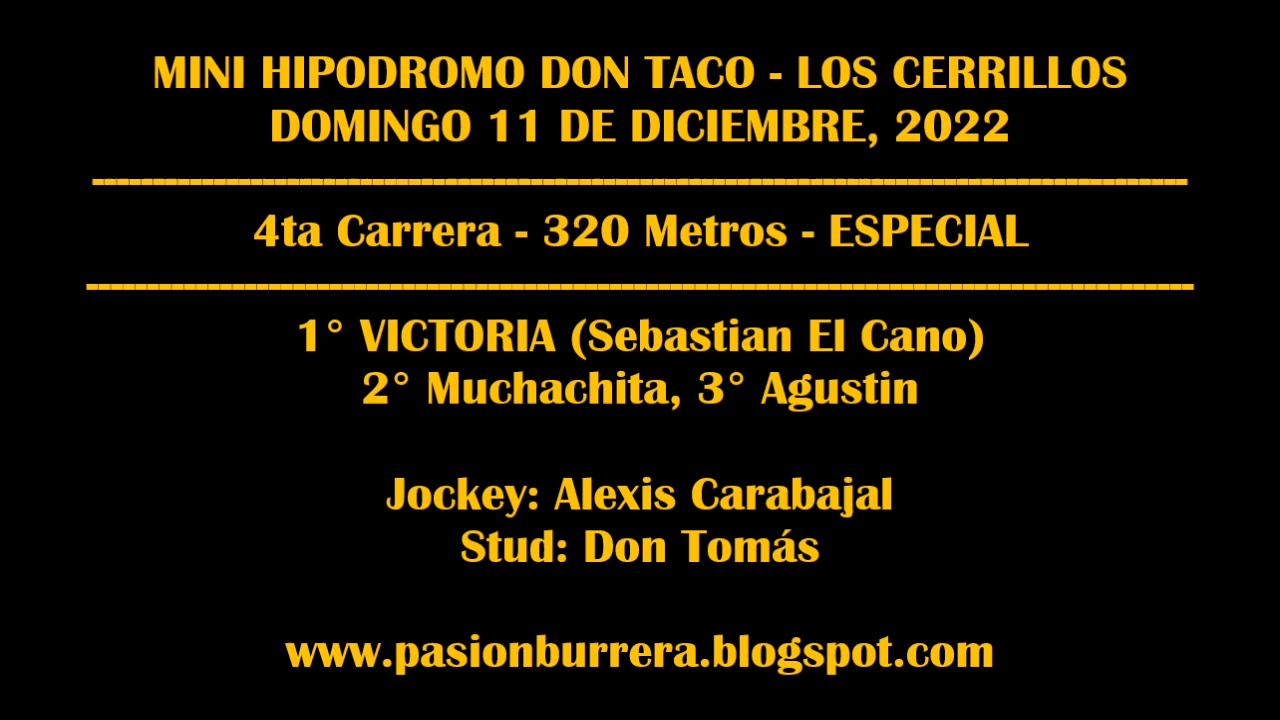 MINI HIPODROMO DON TACO - LOS CERRILLOS
DOMINGO 11 DE DICIEMBRE, 2022
4ta Carrera - 320 Metros - ESPECIAL
1° VICTORIA (Sebastian El Cano)
2° Muchachita, 3° Agustin
Jockey: Alexis Carabajal
Stud: Don Tomás
www.pasionburrera.blogspot.com